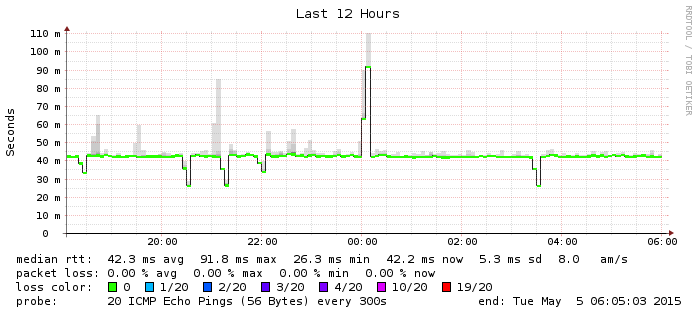 Last 12 Hours
RRDTOOL / TOBI OETIKER
Seconds
110 m
100 m
90 m
80 m
70 m
60 m
50 m
40 m
30 m
20 m
10 m
0
20:00 22:00 00:00 02:00 04:00 06:00
median rtt: 42.3 ms avg 91.8 ms max 26.3 ms min 42.2 ms now 5.3 ms sd 8.0 am/s
packet loss: 0.00 % avg 0.00 % max 0.00 % min 0.00 % now
loss color: 0 1/20 2/20 3/20 4/20 10/20 19/20
probe: 20 ICMP Echo Pings (56 Bytes) every 300s end: Tue May 5 06:05:03 2015